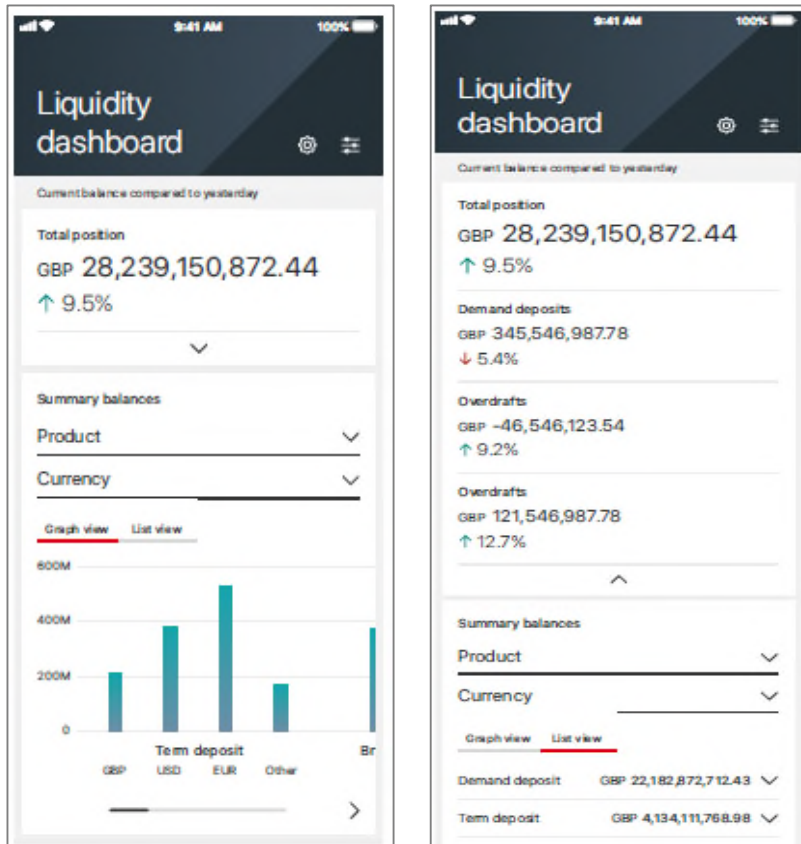 9:41 AM 100%
Liquidity
dashboard
Current balance compared to yesterday
Total position
GBP 28,239,150,872.44
↑ 9.5%
Summary balances
Product
Currency
Graph view List view
600M
400M
200M
0
Term deposit Br
GBP USD EUR Other
9:41 AM 100%
Liquidity
dashboard
Current balance compared to yesterday
Total position
GBP 28,239,150,872.44
↑ 9.5%
Demand deposits
GBP 345,546,987.78
↓ 5.4%
Overdrafts
GBP -46,546,123.54
↑ 9.2%
Overdrafts
GBP 121,546,987.78
↑ 12.7%
Summary balances
Product
Currency
Graph view List view
Demand deposit GBP 22,182,872,712.43
Term deposit GBP 4,134,111,768.98